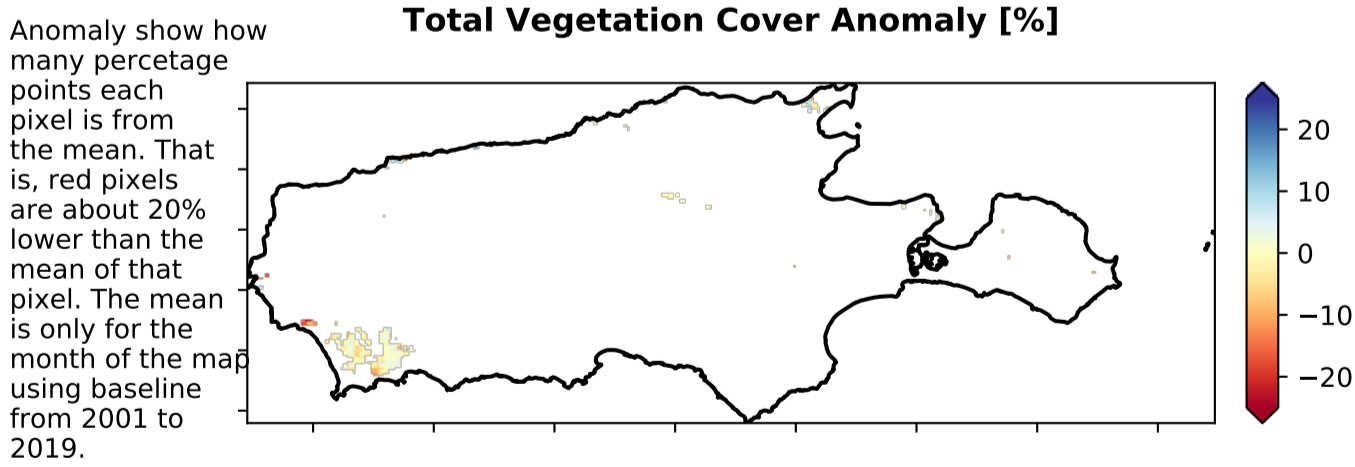 Total Vegetation Cover Anomaly [%]
Anomaly show how
many percetage
points each
pixel is from
the mean. That
is, red pixels
are about 20%
lower than the
mean of that
pixel. The mean
is only for the
month of the map
using baseline
from 2001 to
2019.
20
10
0
−10
−20